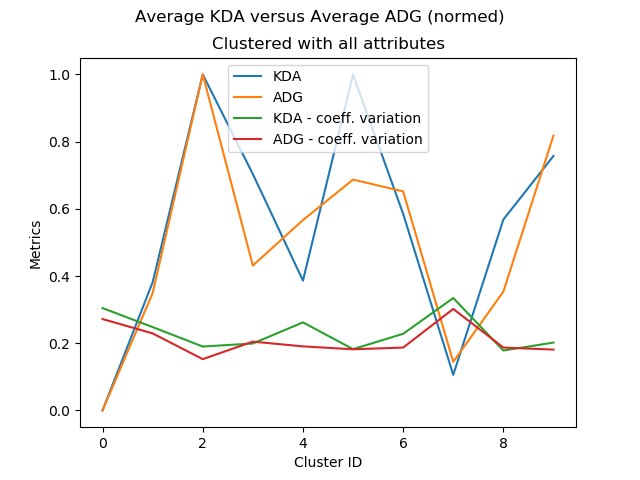 Average KDA versus Average ADG (normed)
Clustered with all attributes
KDA
ADG
KDA - coeff. variation
ADG - coeff. variation
Metrics
1.0
0.8
0.6
0.4
0.2
0.0
0 2 4 6 8
Cluster ID